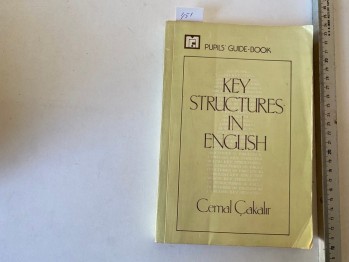 PUPILS' GUIDE-BOOK
KEY
STRUCTURES
IN
ENGLISH
Cemal Çakalır